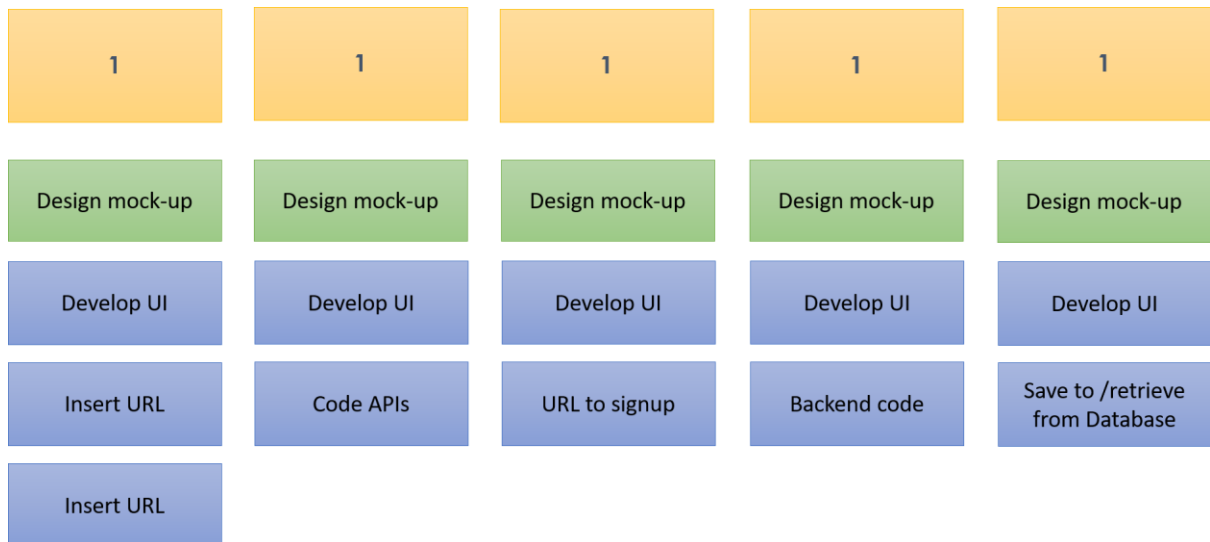 1
1
1
1
1
Design mock-up
Design mock-up
Design mock-up
Design mock-up
Design mock-up
Develop UI
Develop UI
Develop UI
Develop UI
Develop UI
Insert URL
Code APIs
URL to signup
Backend code
Save to /retrieve
from Database
Insert URL